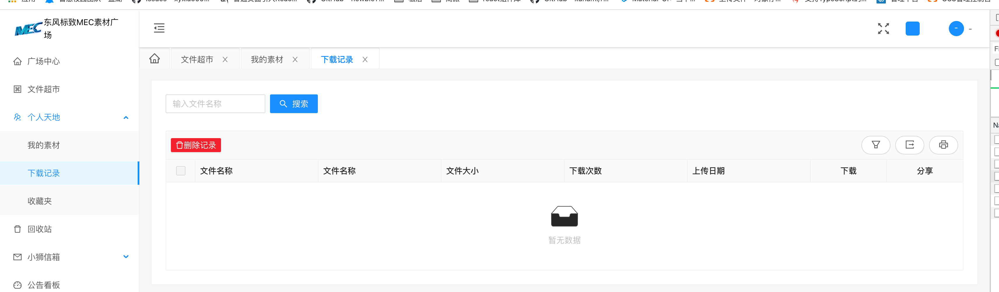 MEC
东风标致MEC素材广
场
广场中心
文件超市
个人天地
我的素材
下载记录
收藏夹
回收站
小狮信箱
公告看板
-
-
文件超市 X
我的素材 X
下载记录 X
输入文件名称
搜索
删除记录
文件名称 文件名称 文件大小 下载次数 上传日期 下载 分享
暂无数据